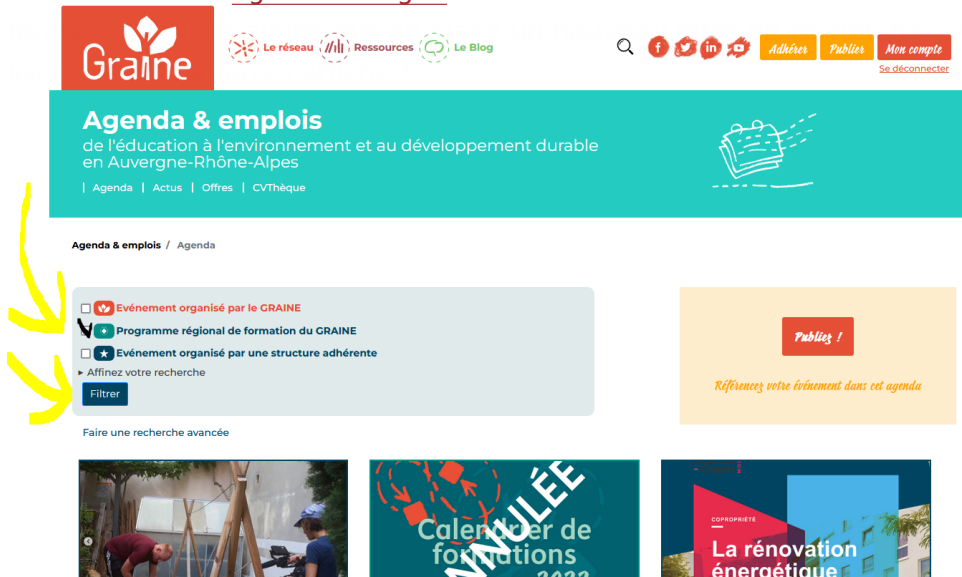 Graine
Le réseau
Ressources
Le Blog
Adhérer
Publier
Mon compte
Se déconnecter
Agenda & emplois
de l'éducation à l'environnement et au développement durable
en Auvergne-Rhône-Alpes
| Agenda | Actus | Offres | CVThèque
Agenda & emplois / Agenda
Evénement organisé par le GRAINE
Programme régional de formation du GRAINE
Evénement organisé par une structure adhérente
Affinez votre recherche
Filtrer
Publiez !
Référencez votre événement dans cet agenda
Faire une recherche avancée
Calendrier de
formations
2022
ANNULÉE
COPROPRIÉTÉ
La rénovation
énergétique